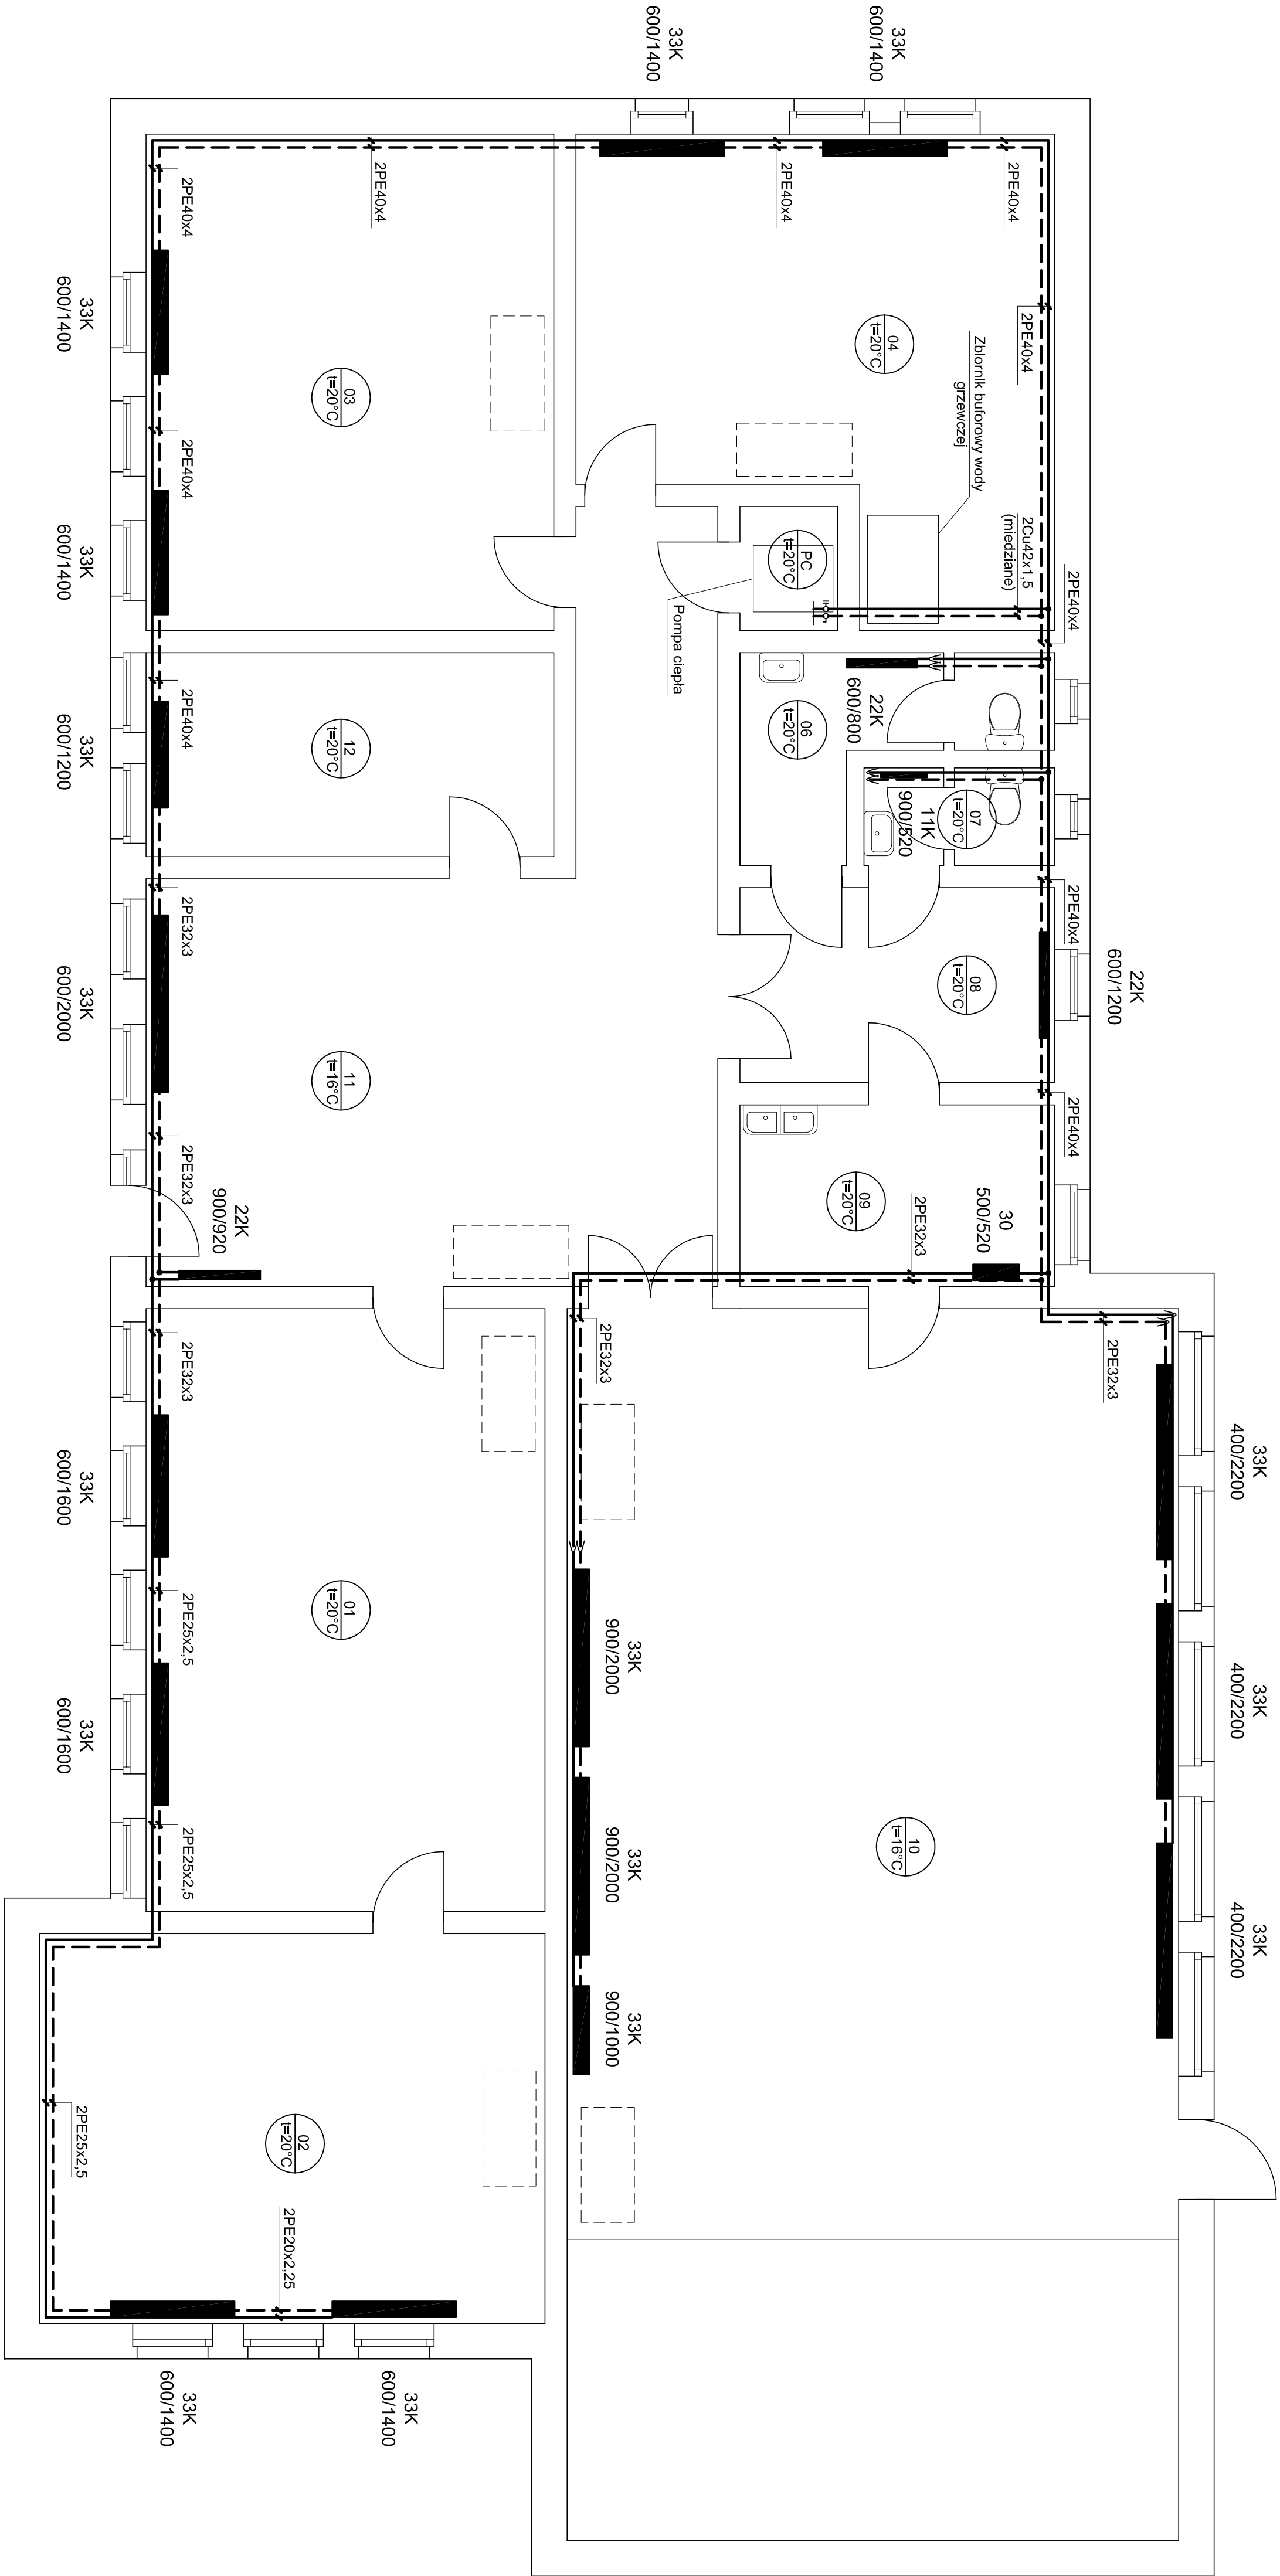 33K
600/1400
33K
600/1400
2PE40x4
2PE40x4
2PE40x4
2PE40x4
2PE40x4
04
t=20°C
Zbiornik buforowy wody
grzewczej
2Cu42x1,5
(miedziane)
2PE40x4
03
t=20°C
PC
t=20°C
Pompa ciepła
33K
600/1400
2PE40x4
33K
600/1400
22K
600/800
06
t=20°C
11K
900/520
07
t=20°C
2PE40x4
12
t=20°C
33K
600/1200
2PE40x4
22K
600/1200
08
t=20°C
2PE32x3
33K
600/2000
11
t=16°C
2PE40x4
30
500/520
09
t=20°C
2PE32x3
2PE32x3
22K
900/920
2PE32x3
2PE32x3
2PE32x3
33K
400/2200
33K
400/2200
33K
400/2200
33K
900/2000
33K
900/2000
33K
900/1000
10
t=16°C
01
t=20°C
33K
600/1600
2PE25x2,5
33K
600/1600
2PE25x2,5
02
t=20°C
2PE25x2,5
2PE20x2,25
33K
600/1400
33K
600/1400